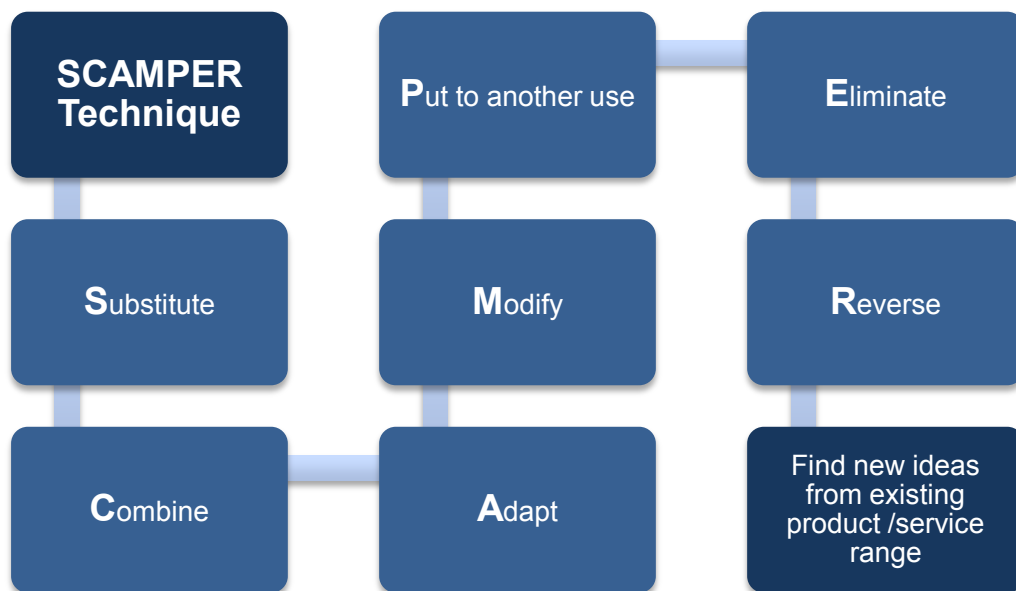 SCAMPER
Technique
Substitute
Combine
Adapt
Modify
Put to another use
Eliminate
Reverse
Find new ideas
from existing
product /service
range